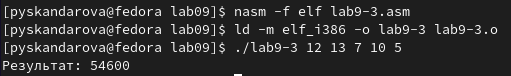 [pyskandarova@fedora lab09]$ nasm -f elf lab9-3.asm
[pyskandarova@fedora lab09]$ ld -m elf_i386 -o lab9-3 lab9-3.o
[pyskandarova@fedora lab09]$ ./lab9-3 12 13 7 10 5
Результат: 54600